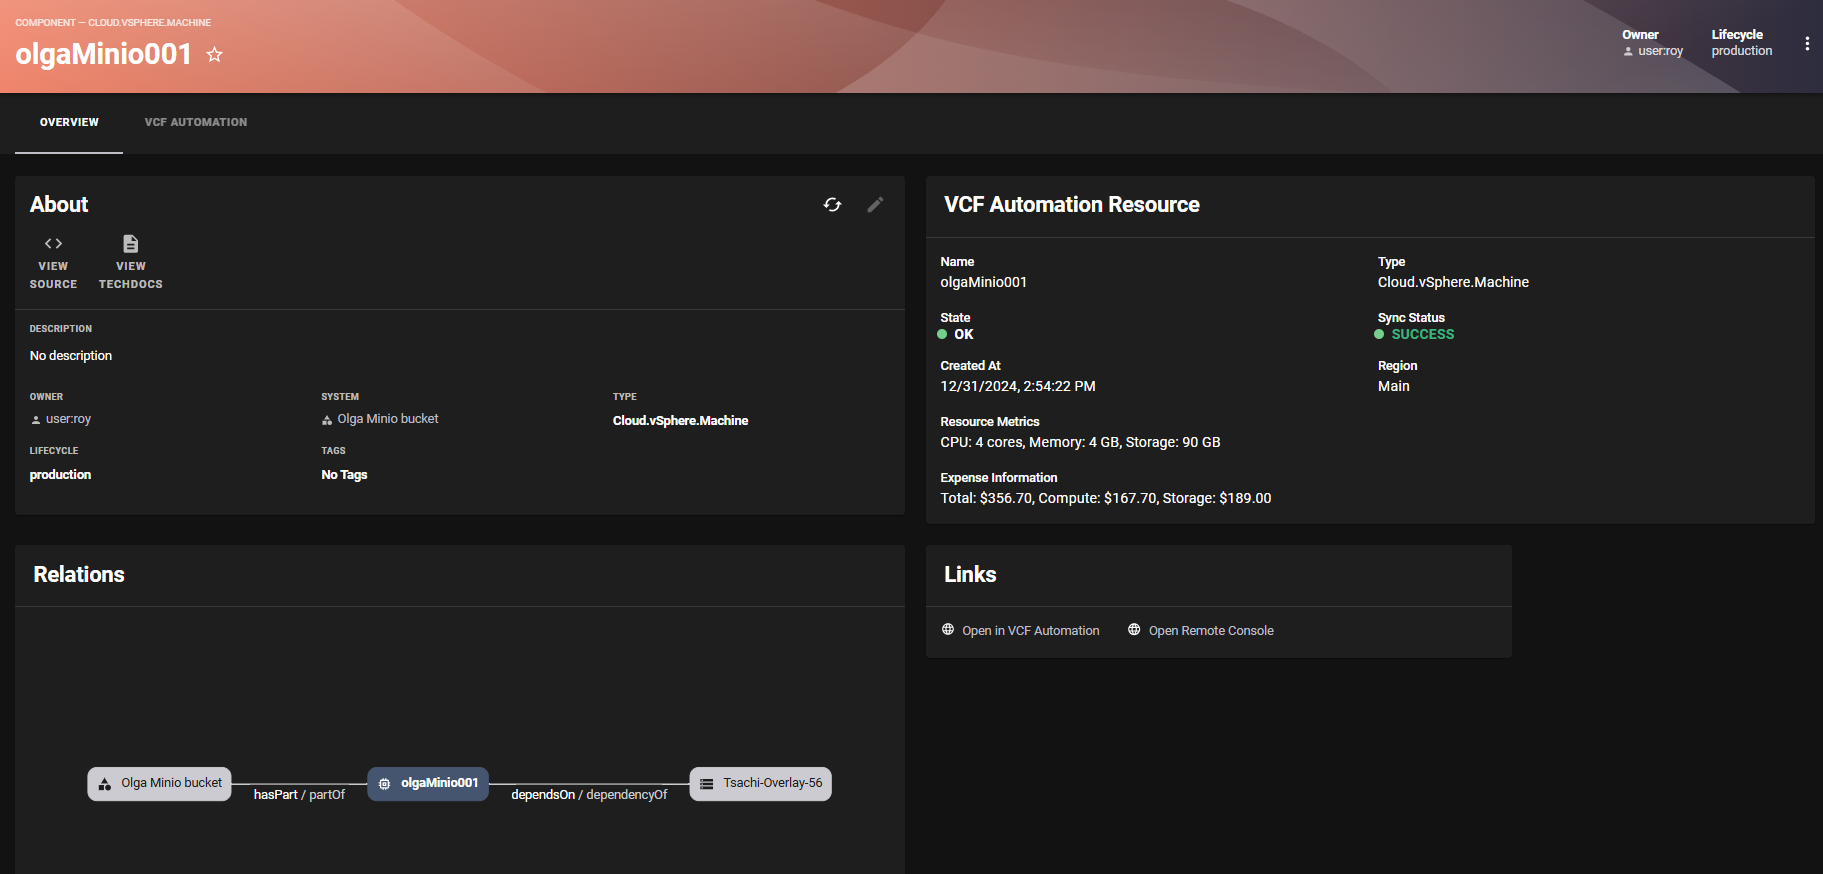 COMPONENT — CLOUD.VSPHERE.MACHINE
olgaMinio001
Owner
user:roy
Lifecycle
production
OVERVIEW
VCF AUTOMATION
About
VIEW
SOURCE
VIEW
TECHDOCS
DESCRIPTION
No description
OWNER
user:roy
SYSTEM
Olga Minio bucket
TYPE
Cloud.vSphere.Machine
LIFECYCLE
production
TAGS
No Tags
VCF Automation Resource
Name
olgaMinio001
Type
Cloud.vSphere.Machine
State
OK
Sync Status
SUCCESS
Created At
12/31/2024, 2:54:22 PM
Region
Main
Resource Metrics
CPU: 4 cores, Memory: 4 GB, Storage: 90 GB
Expense Information
Total: $356.70, Compute: $167.70, Storage: $189.00
Relations
Olga Minio bucket
hasPart / partOf
olgaMinio001
dependsOn / dependencyOf
Tsachi-Overlay-56
Links
Open in VCF Automation
Open Remote Console